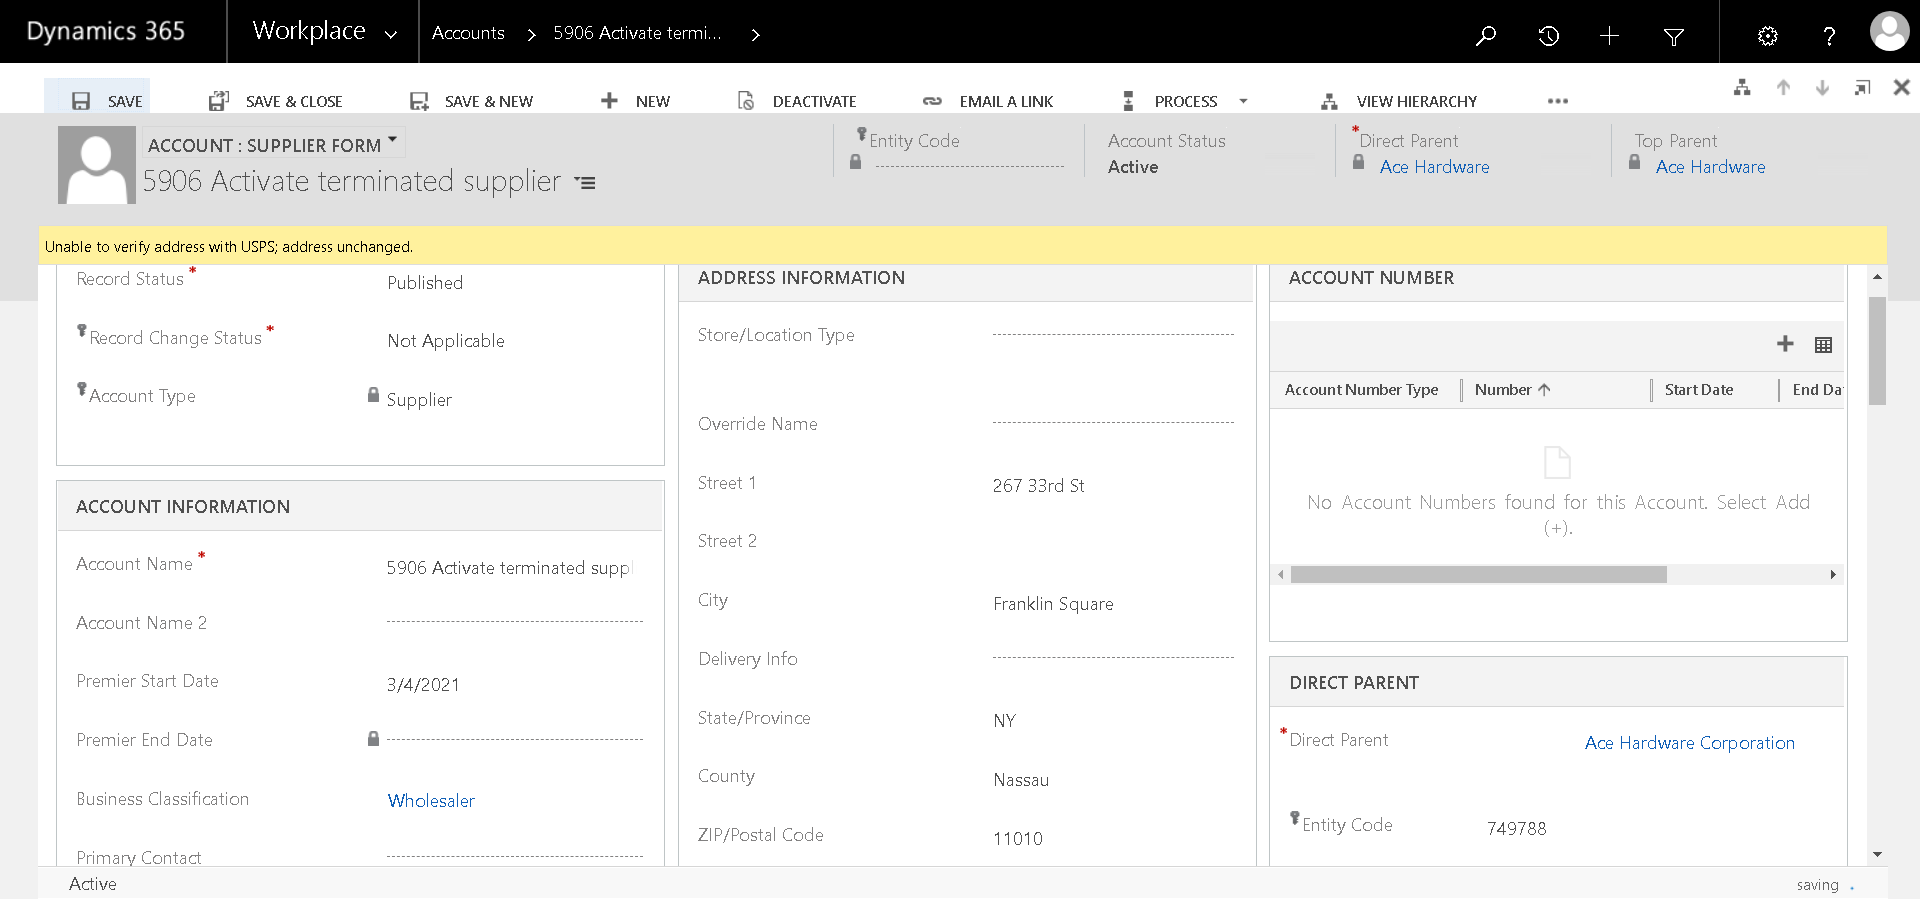 Dynamics 365
Workplace
Accounts
5906 Activate termi...
SAVE
SAVE & CLOSE
SAVE & NEW
NEW
DEACTIVATE
EMAIL A LINK
PROCESS
VIEW HIERARCHY
ACCOUNT : SUPPLIER FORM
5906 Activate terminated supplier
Entity Code
Account Status
Active
*Direct Parent
Ace Hardware
Top Parent
Ace Hardware
Unable to verify address with USPS; address unchanged.
Record Status *
Published
Record Change Status *
Not Applicable
Account Type
Supplier
ACCOUNT INFORMATION
Account Name *
5906 Activate terminated suppl
Account Name 2
Premier Start Date
3/4/2021
Premier End Date
Business Classification
Wholesaler
Primary Contact
ADDRESS INFORMATION
Store/Location Type
Override Name
Street 1
267 33rd St
Street 2
City
Franklin Square
Delivery Info
State/Province
NY
County
Nassau
ZIP/Postal Code
11010
ACCOUNT NUMBER
Account Number Type
Number
Start Date
End Da
No Account Numbers found for this Account. Select Add
(+).
DIRECT PARENT
*Direct Parent
Ace Hardware Corporation
Entity Code
749788
Active
saving